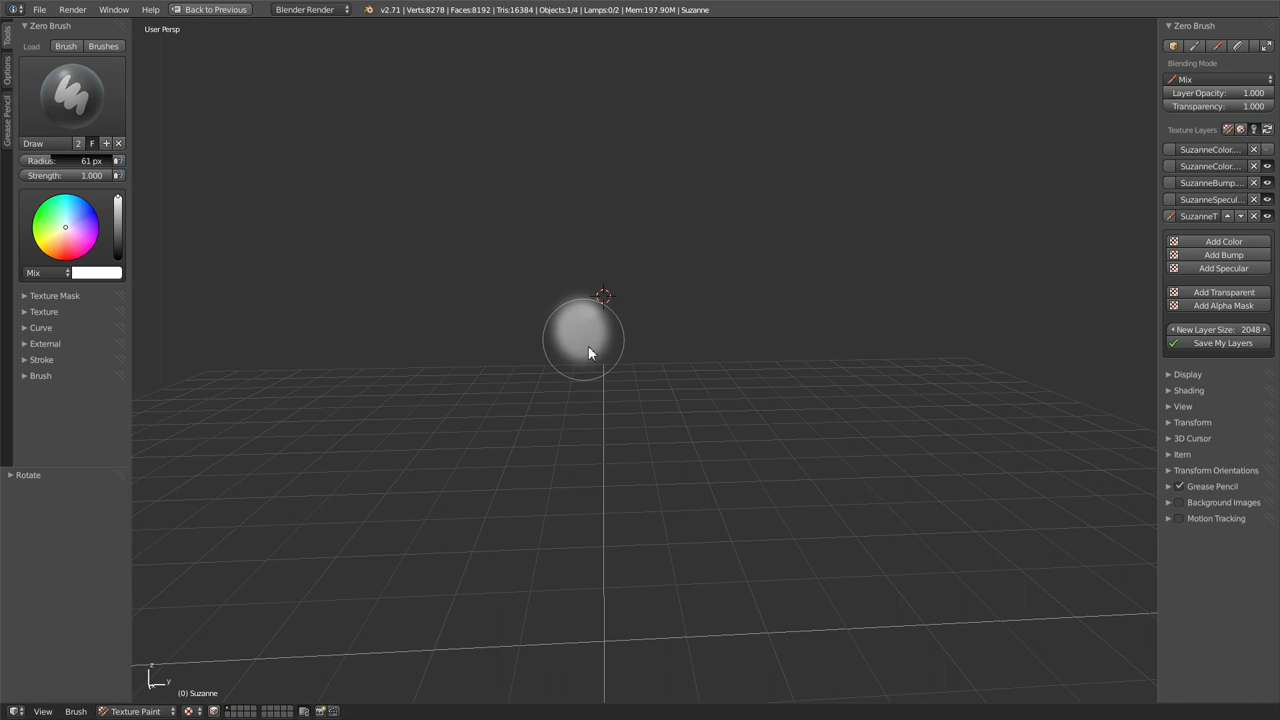 File Render Window Help Back to Previous Blender Render v2.71 | Verts:8278 | Faces:8192 | Tris:16384 | Objects:1/4 | Lamps:0/2 | Mem:197.90M | Suzanne
Tools
Options
Grease Pencil
Zero Brush
Load Brush Brushes
Draw 2 F
Radius: 61 px
Strength: 1.000
Mix
Texture Mask
Texture
Curve
External
Stroke
Brush
Rotate
User Persp
z
y
(0) Suzanne
Zero Brush
Blending Mode
Mix
Layer Opacity: 1.000
Transparency: 1.000
Texture Layers
SuzanneColor....
SuzanneColor....
SuzanneBump....
SuzanneSpecul...
SuzanneT
Add Color
Add Bump
Add Specular
Add Transparent
Add Alpha Mask
New Layer Size: 2048
Save My Layers
Display
Shading
View
Transform
3D Cursor
Item
Transform Orientations
Grease Pencil
Background Images
Motion Tracking
View Brush Texture Paint